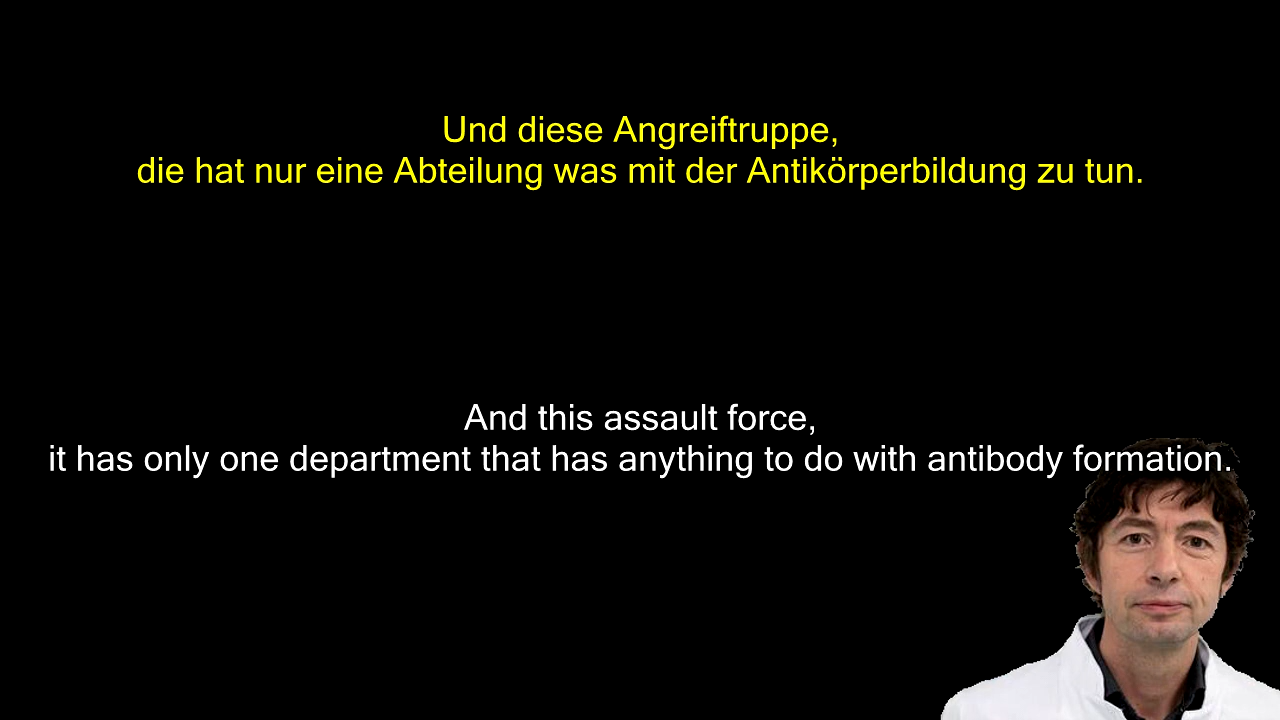 Und diese Angreiftruppe,
die hat nur eine Abteilung was mit der Antikörperbildung zu tun.
And this assault force,
it has only one department that has anything to do with antibody formation.